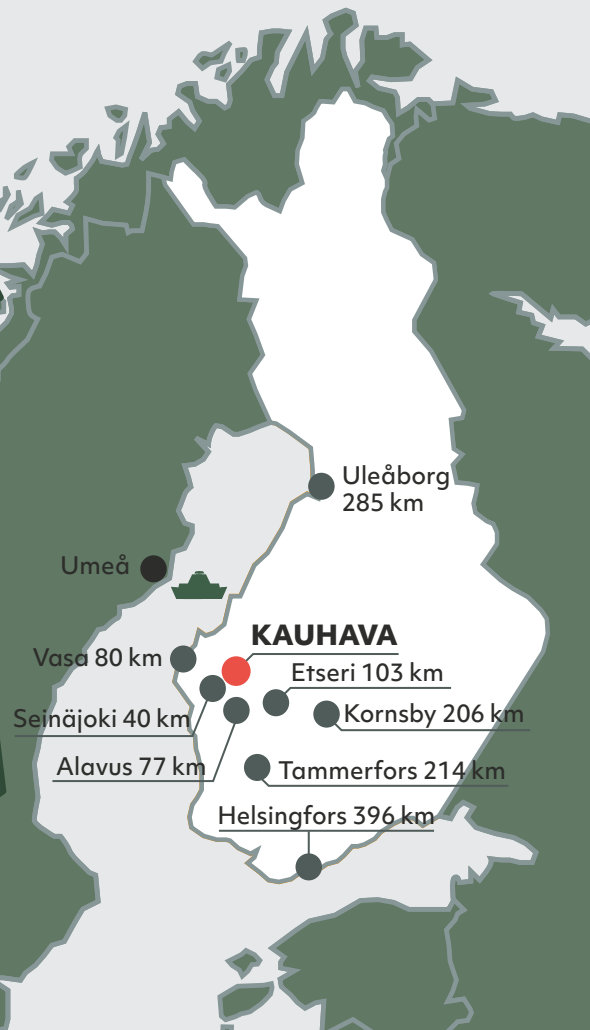 Uleåborg
285 km
Umeå
KAUHAVA
Vasa 80 km
Etseri 103 km
Kornsby 206 km
Seinäjoki 40 km
Alavus 77 km
Tammerfors 214 km
Helsingfors 396 km